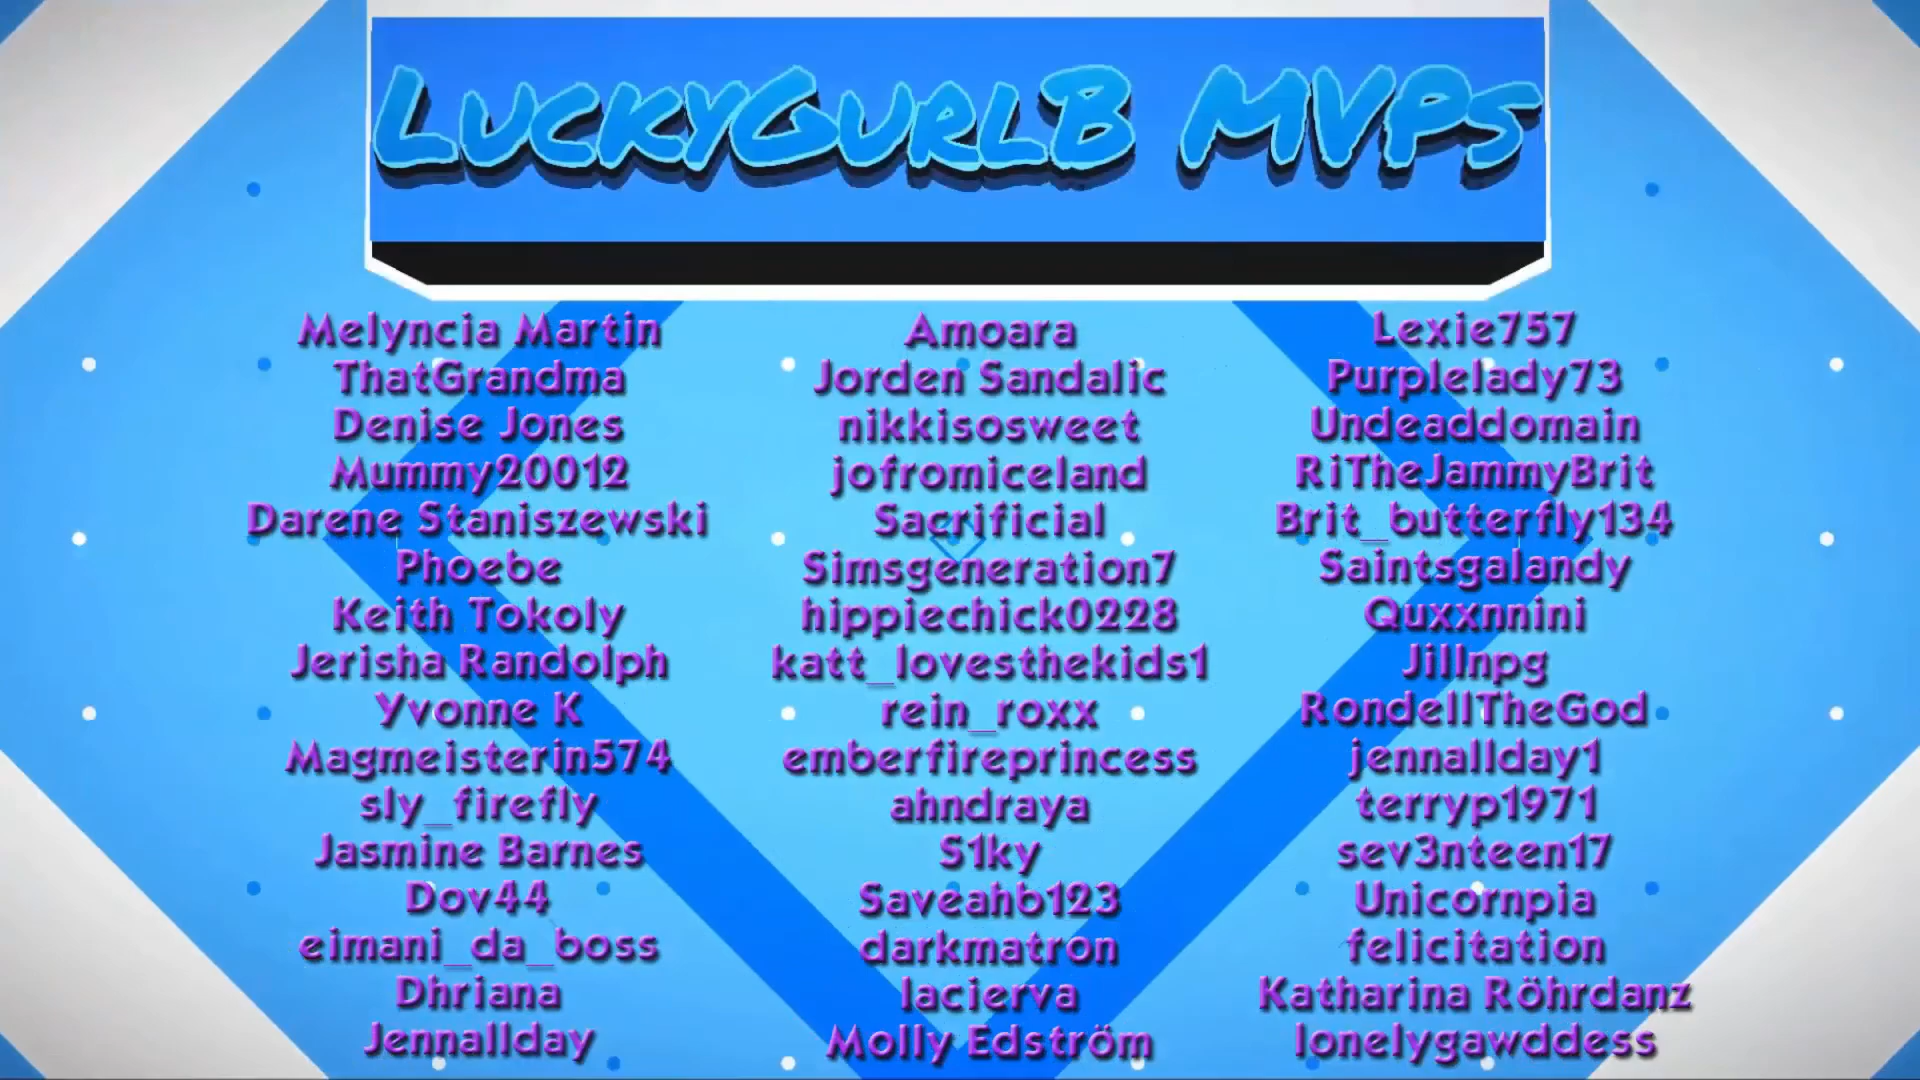 LuckyGurlB MVPs
Melyncia Martin
ThatGrandma
Denise Jones
Mummy20012
Darene Staniszewski
Phoebe
Keith Tokoly
Jerisha Randolph
Yvonne K
Magmeisterin574
sly_firefly
Jasmine Barnes
Dov44
eimani_da_boss
Dhriana
Jennallday
Amoara
Jorden Sandalic
nikkisosweet
jofromiceland
Sacrificial
Simsgeneration7
hippiechick0228
katt_lovesthekids1
rein_roxx
emberfireprincess
ahndraya
S1ky
Saveahb123
darkmatron
lacierva
Molly Edström
Lexie757
Purplelady73
Undeaddomain
RiTheJammyBrit
Brit_butterfly134
Saintsgalandy
Quxxnnini
Jillnpg
RondellTheGod
jennallday1
terryp1971
sev3nteen17
Unicornpia
felicitation
Katharina Röhrdanz
lonelygawddess